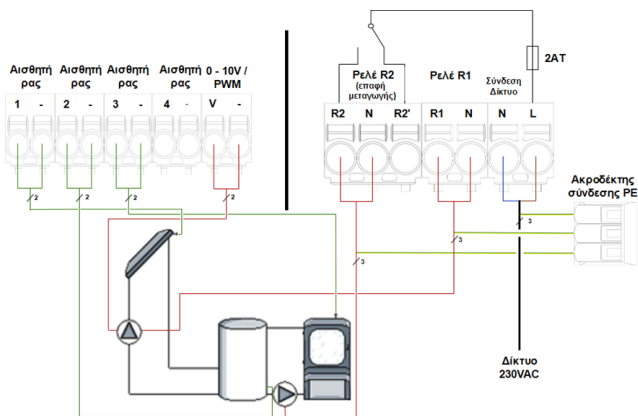 Αισθητή
ρας
Αισθητή
ρας
Αισθητή
ρας
Αισθητή
ρας
0 - 10V /
PWM
1 - 2 - 3 - 4 - V -
2 2 2 2
2AT
Ρελέ R2
(επαφή
μεταγωγής)
Ρελέ R1
Σύνδεση
Δίκτυο
R2 N R2' R1 N N L
Ακροδέκτης
σύνδεσης PE
3
3
3
Δίκτυο
230VAC